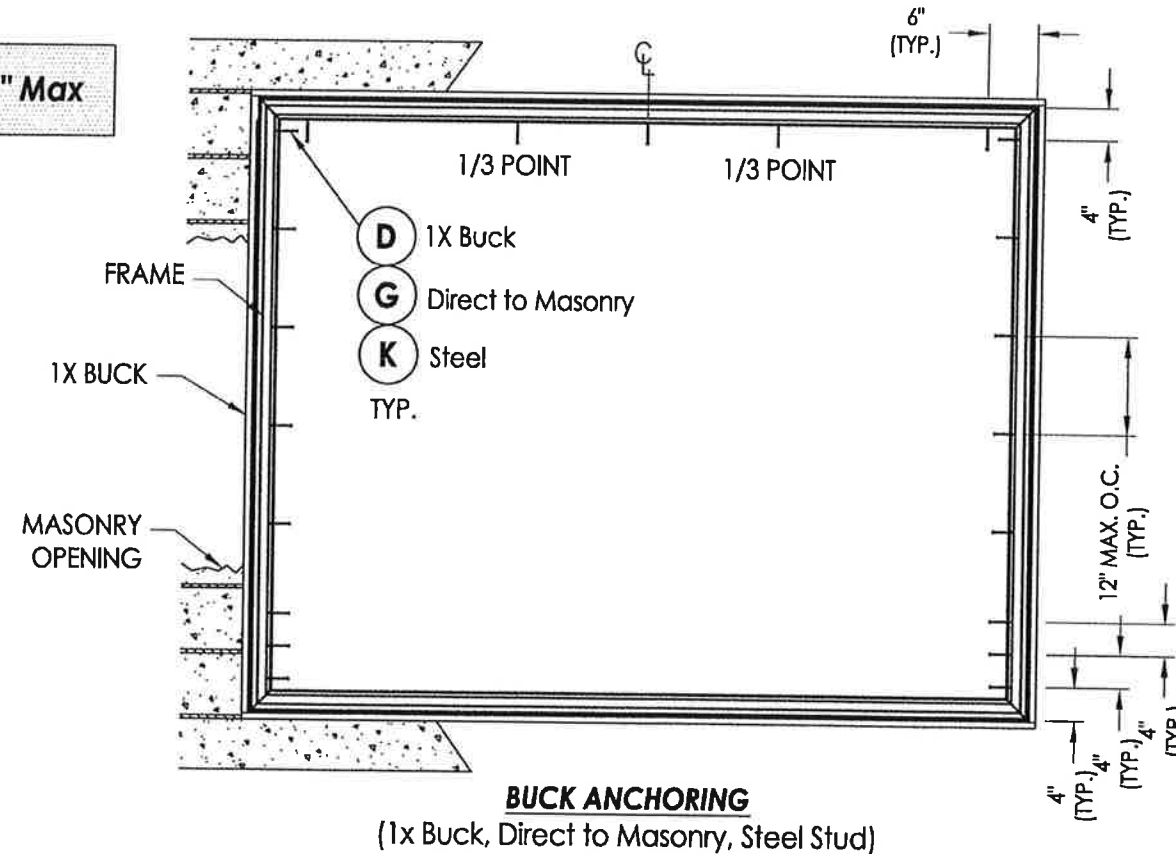 " Max
6"
(TYP.)
CL
1/3 POINT
1/3 POINT
4"
(TYP.)
D 1X Buck
G Direct to Masonry
K Steel
TYP.
FRAME
1X BUCK
MASONRY
OPENING
12" MAX. O.C.
(TYP.)
4"
(TYP.)
4"
(TYP.)
4"
(TYP.)
BUCK ANCHORING
(1x Buck, Direct to Masonry, Steel Stud)